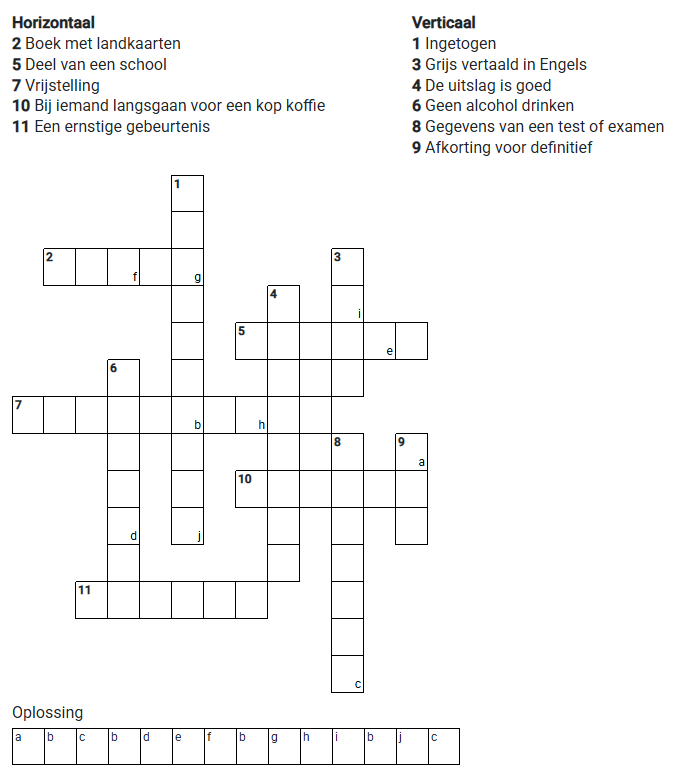 Horizontaal
2 Boek met landkaarten
5 Deel van een school
7 Vrijstelling
10 Bij iemand langsgaan voor een kop koffie
11 Een ernstige gebeurtenis
Verticaal
1 Ingetogen
3 Grijs vertaald in Engels
4 De uitslag is goed
6 Geen alcohol drinken
8 Gegevens van een test of examen
9 Afkorting voor definitief
1
2 f g 3
4 i
5 e
6
7 b h
8 9 a
10
d j
11
c
Oplossing
a b c b d e f b g h i b j c